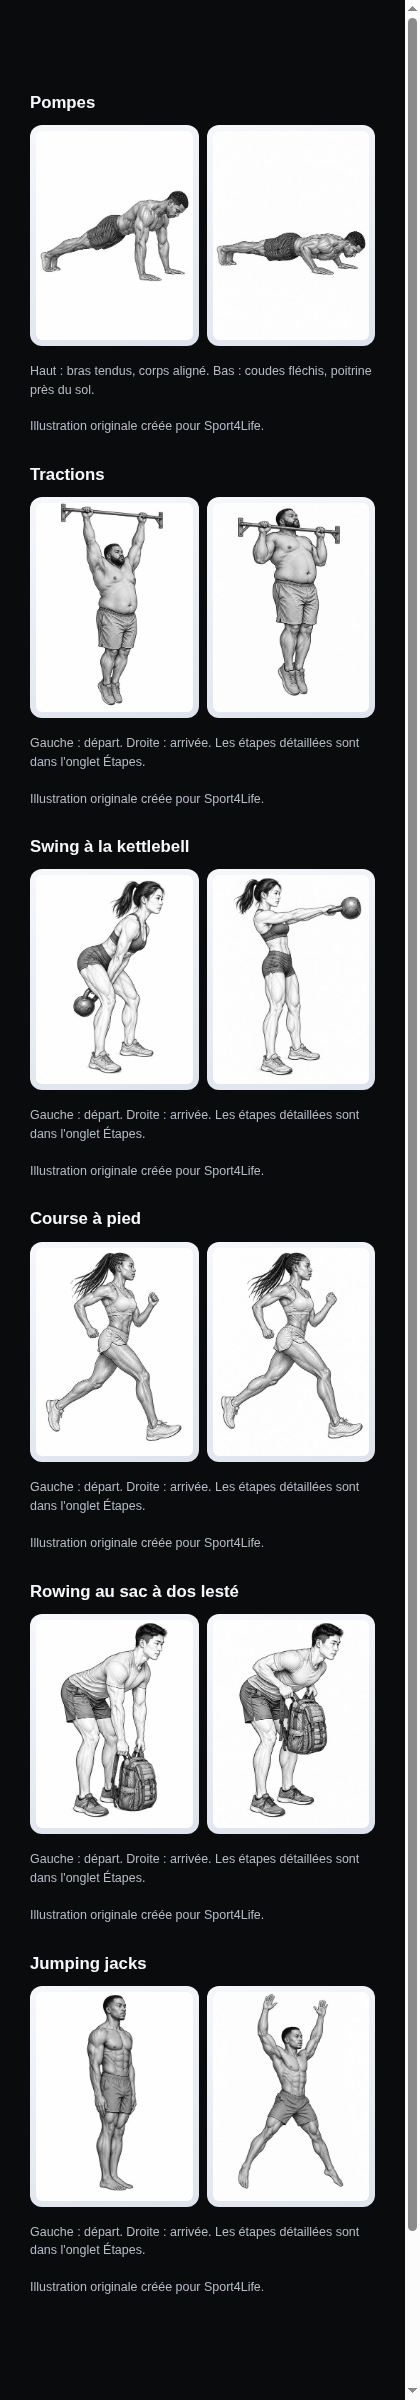 Pompes
Haut : bras tendus, corps aligné. Bas : coudes fléchis, poitrine
près du sol.
Illustration originale créée pour Sport4Life.
Tractions
Gauche : départ. Droite : arrivée. Les étapes détaillées sont
dans l'onglet Étapes.
Illustration originale créée pour Sport4Life.
Swing à la kettlebell
Gauche : départ. Droite : arrivée. Les étapes détaillées sont
dans l'onglet Étapes.
Illustration originale créée pour Sport4Life.
Course à pied
Gauche : départ. Droite : arrivée. Les étapes détaillées sont
dans l'onglet Étapes.
Illustration originale créée pour Sport4Life.
Rowing au sac à dos lesté
Gauche : départ. Droite : arrivée. Les étapes détaillées sont
dans l'onglet Étapes.
Illustration originale créée pour Sport4Life.
Jumping jacks
Gauche : départ. Droite : arrivée. Les étapes détaillées sont
dans l'onglet Étapes.
Illustration originale créée pour Sport4Life.